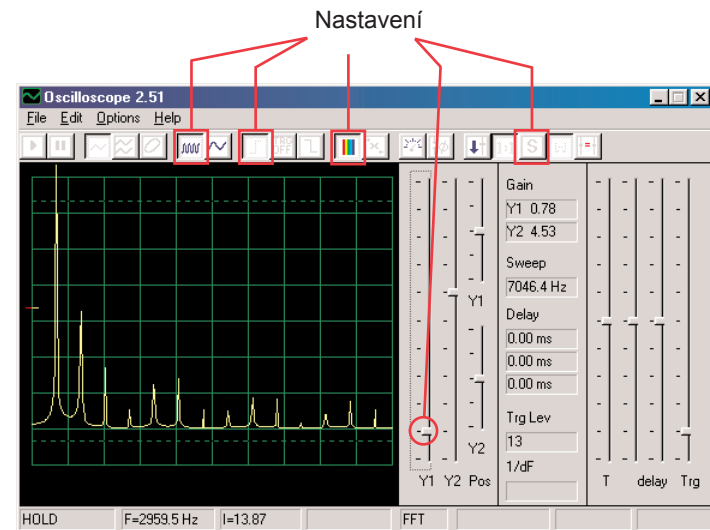 Nastavení
Oscilloscope 2.51
File Edit Options Help
TRG OFF
S
Gain
Y1 0.78
Y2 4.53
Sweep
7046.4 Hz
Delay
0.00 ms
0.00 ms
0.00 ms
Trg Lev
13
1/dF
Y1
Y2
Y1 Y2 Pos
T delay Trg
HOLD F=2959.5 Hz I=13.87 FFT